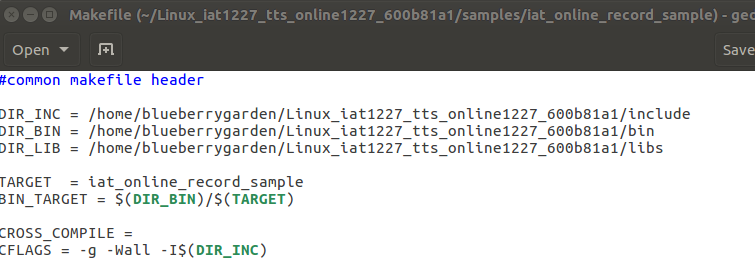 Makefile (~/Linux_iat1227_tts_online1227_600b81a1/samples/iat_online_record_sample) - ged
Open
Save
#common makefile header
DIR_INC = /home/blueberrygarden/Linux_iat1227_tts_online1227_600b81a1/include
DIR_BIN = /home/blueberrygarden/Linux_iat1227_tts_online1227_600b81a1/bin
DIR_LIB = /home/blueberrygarden/Linux_iat1227_tts_online1227_600b81a1/libs
TARGET = iat_online_record_sample
BIN_TARGET = $(DIR_BIN)/$(TARGET)
CROSS_COMPILE =
CFLAGS = -g -Wall -I$(DIR_INC)